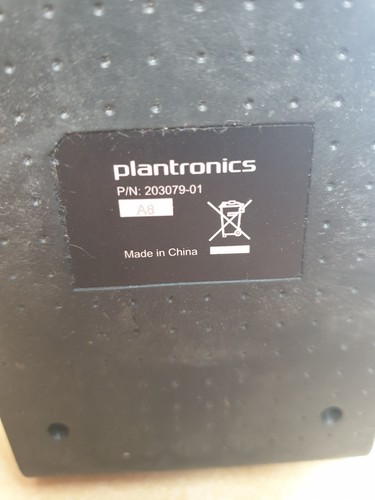 plantronics
P/N: 203079-01
A8
Made in China